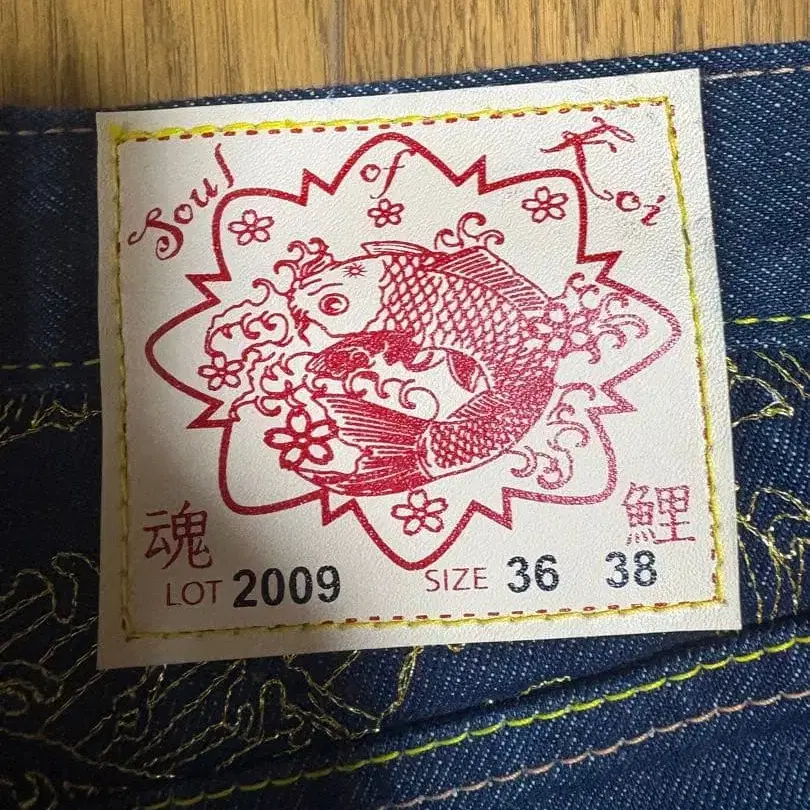 Soul of Koi
魂 鯉
LOT 2009 SIZE 36 38